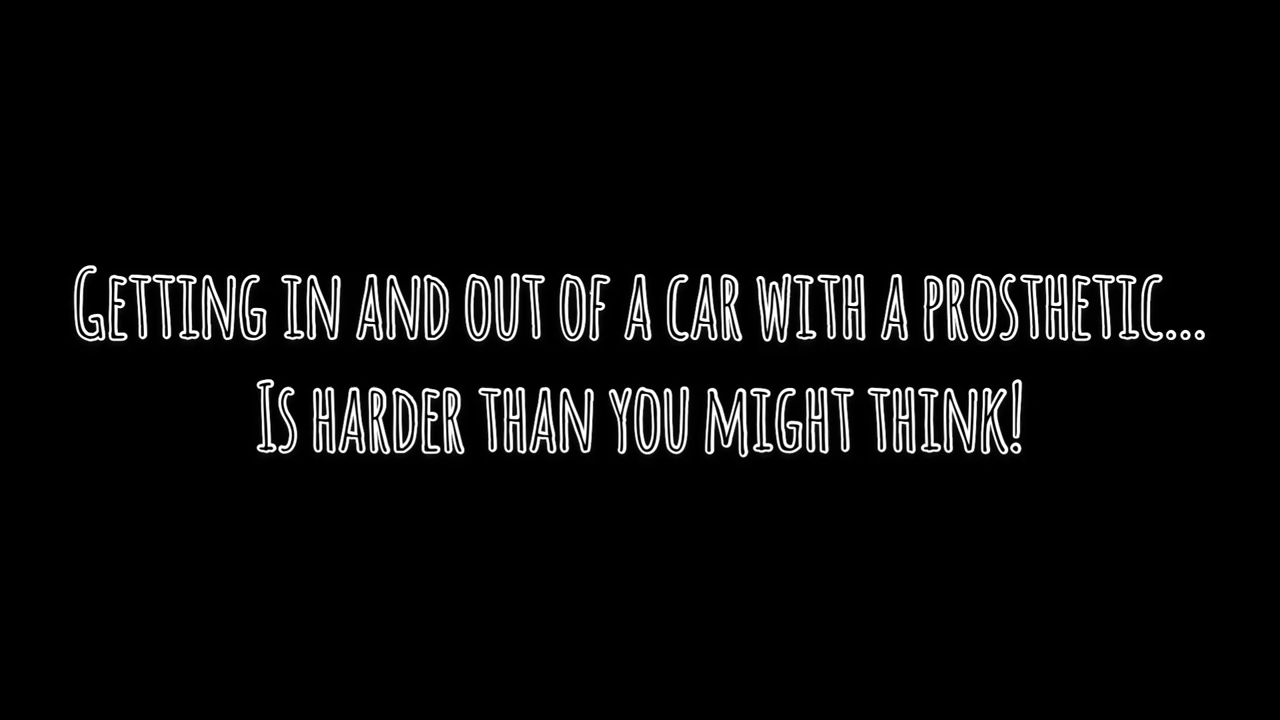 Getting in and out of a car with a prosthetic...
Is harder than you might think!